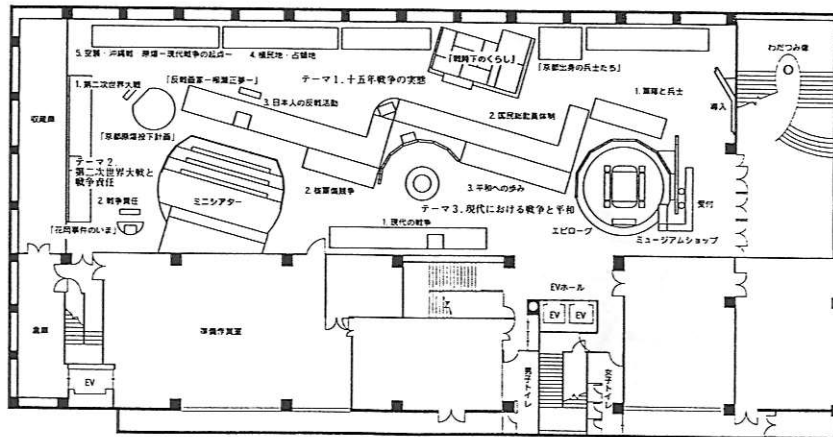 5. 空襲・沖縄戦 原爆－現代戦争の起点－
4. 植民地・占領地
「戦時下のくらし」
「京都出身の兵士たち」
わだつみ像
テーマ1. 十五年戦争の実態
1. 第二次世界大戦
「反戦画家－柳瀬正夢－」
3. 日本人の反戦活動
1. 軍隊と兵士
導入
収蔵庫
「京都原爆投下計画」
2. 国民総動員体制
テーマ2.
第二次世界大戦と
戦争責任
ミニシアター
2. 核軍備競争
3. 平和への歩み
2. 戦争責任
テーマ3. 現代における戦争と平和
受付
「花岡事件のいま」
1. 現代の戦争
エピローグ
ミュージアムショップ
EVホール
倉庫
準備作業室
EV
EV
EV
男子トイレ
女子トイレ